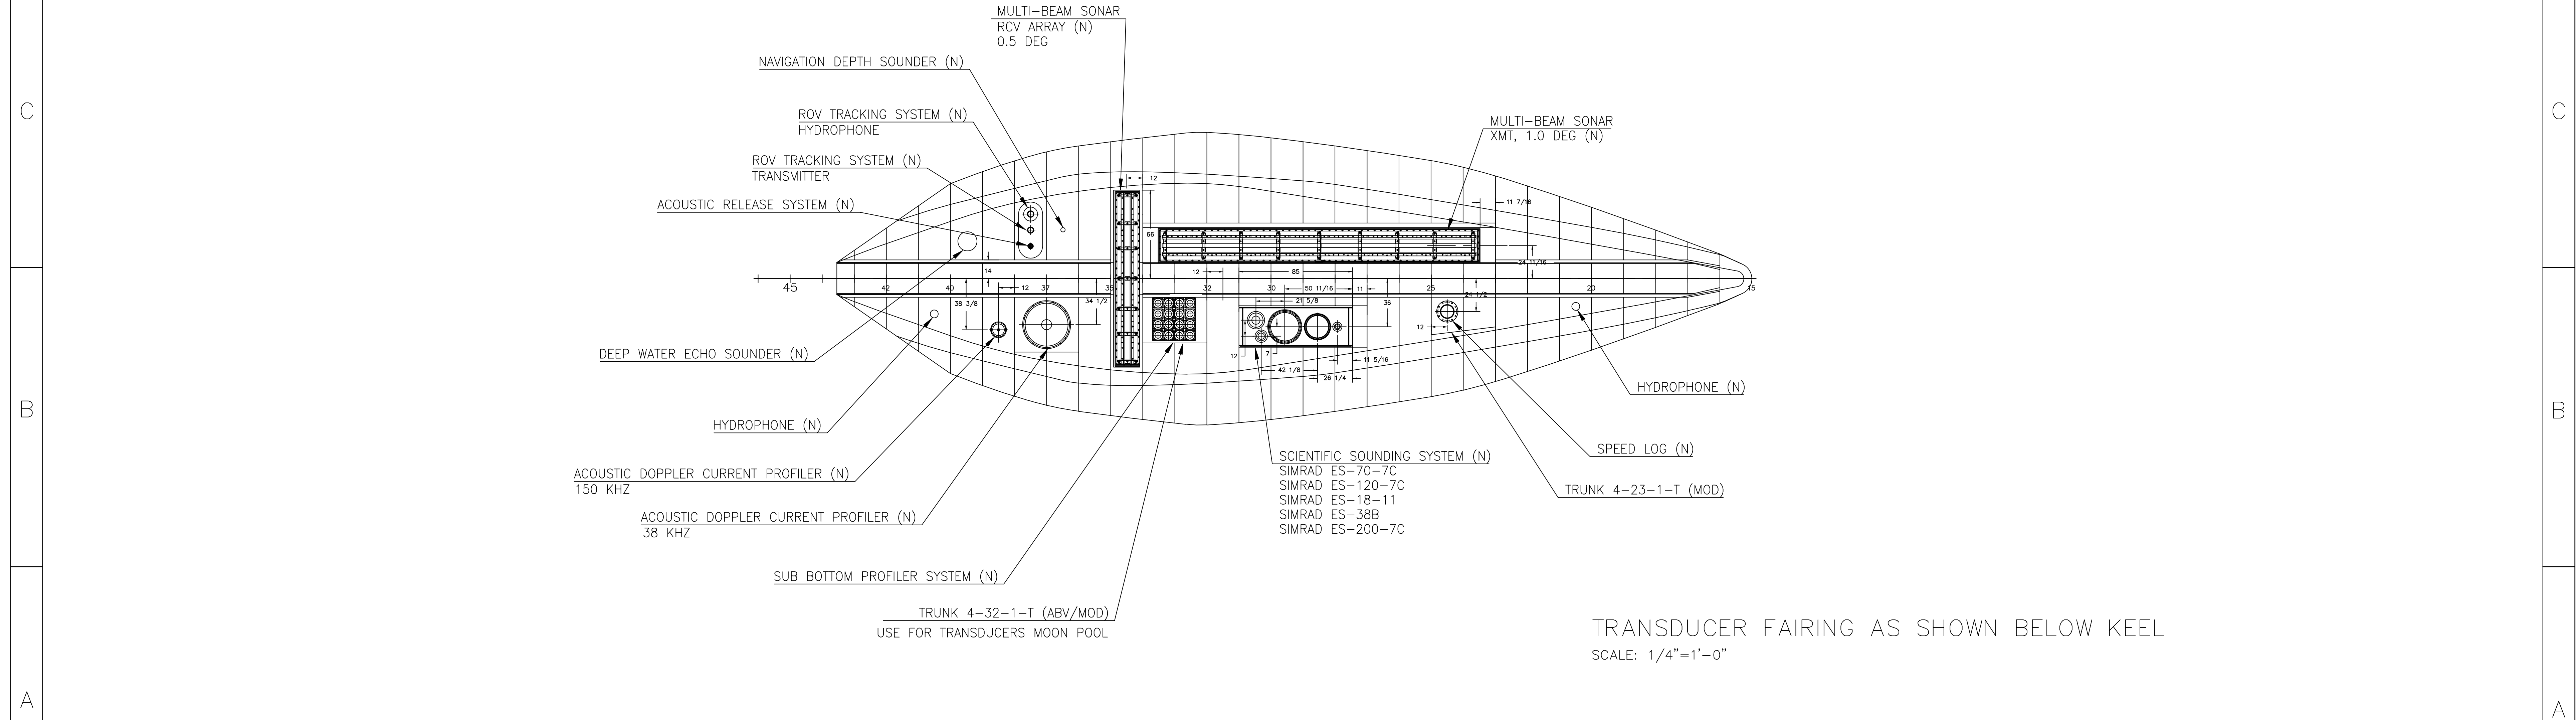 MULTI-BEAM SONAR
RCV ARRAY (N)
0.5 DEG
NAVIGATION DEPTH SOUNDER (N)
C
C
ROV TRACKING SYSTEM (N)
HYDROPHONE
MULTI-BEAM SONAR
XMT, 1.0 DEG (N)
ROV TRACKING SYSTEM (N)
TRANSMITTER
12
ACOUSTIC RELEASE SYSTEM (N)
11 7/16
66
24 11/16
14
12
85
45
42
40
12
37
35
32
30
50 11/16
11
25
20
15
38 3/8
34 1/2
21 5/8
36
24 1/2
12
DEEP WATER ECHO SOUNDER (N)
12
7
11 5/16
42 1/8
26 1/4
HYDROPHONE (N)
B
B
HYDROPHONE (N)
SPEED LOG (N)
SCIENTIFIC SOUNDING SYSTEM (N)
SIMRAD ES-70-7C
SIMRAD ES-120-7C
SIMRAD ES-18-11
SIMRAD ES-38B
SIMRAD ES-200-7C
ACOUSTIC DOPPLER CURRENT PROFILER (N)
150 KHZ
TRUNK 4-23-1-T (MOD)
ACOUSTIC DOPPLER CURRENT PROFILER (N)
38 KHZ
SUB BOTTOM PROFILER SYSTEM (N)
TRUNK 4-32-1-T (ABV/MOD)
USE FOR TRANSDUCERS MOON POOL
TRANSDUCER FAIRING AS SHOWN BELOW KEEL
SCALE: 1/4"=1'-0"
A
A